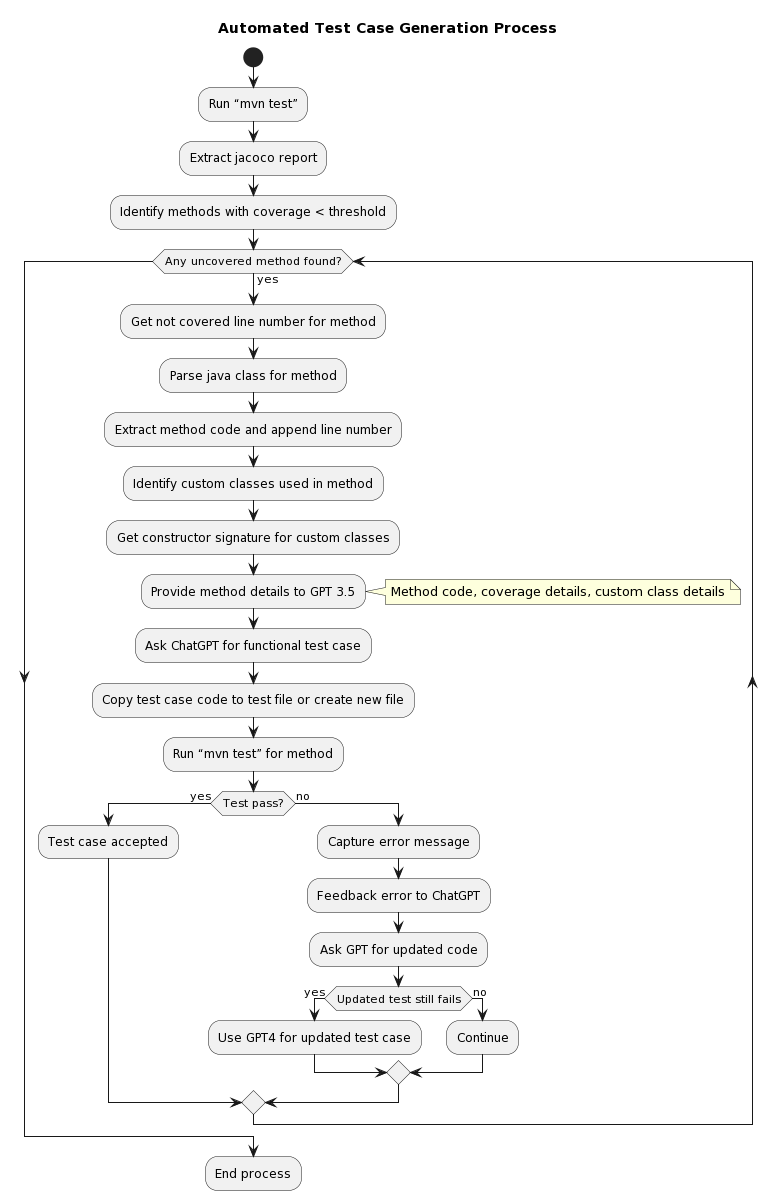 Automated Test Case Generation Process
Run “mvn test”
Extract jacoco report
Identify methods with coverage < threshold
Any uncovered method found?
yes
Get not covered line number for method
Parse java class for method
Extract method code and append line number
Identify custom classes used in method
Get constructor signature for custom classes
Provide method details to GPT 3.5
Method code, coverage details, custom class details
Ask ChatGPT for functional test case
Copy test case code to test file or create new file
Run “mvn test” for method
yes
Test pass?
no
Test case accepted
Capture error message
Feedback error to ChatGPT
Ask GPT for updated code
yes
Updated test still fails
no
Use GPT4 for updated test case
Continue
End process